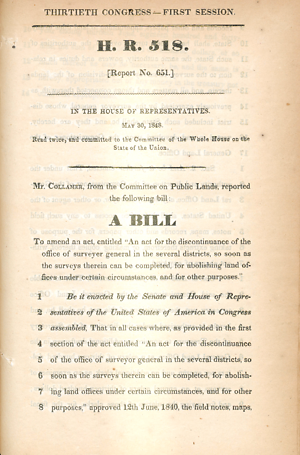 THIRTIETH CONGRESS—FIRST SESSION.
H. R. 518.
[Report No. 651.]
IN THE HOUSE OF REPRESENTATIVES.
May 30, 1848.
Read twice, and committed to the Committee of the Whole House on the
State of the Union.
Mr. Collamer, from the Committee on Public Lands, reported
the following bill:
A BILL
To amend an act, entitled "An act for the discontinuance of the
office of surveyer general in the several districts, so soon as
the surveys therein can be completed, for abolishing land of-
fices under certain circumstances, and for other purposes."
1 Be it enacted by the Senate and House of Repre-
2 sentatives of the United States of America in Congress
3 assembled, That in all cases where, as provided in the first
4 section of the act entitled "An act for the discontinuance
5 of the office of surveyor general in the several districts, so
6 soon as the surveys therein can be completed, for abolish-
7 ing land offices under certain circumstances, and for other
8 purposes," approved 12th June, 1840, the field notes, maps,